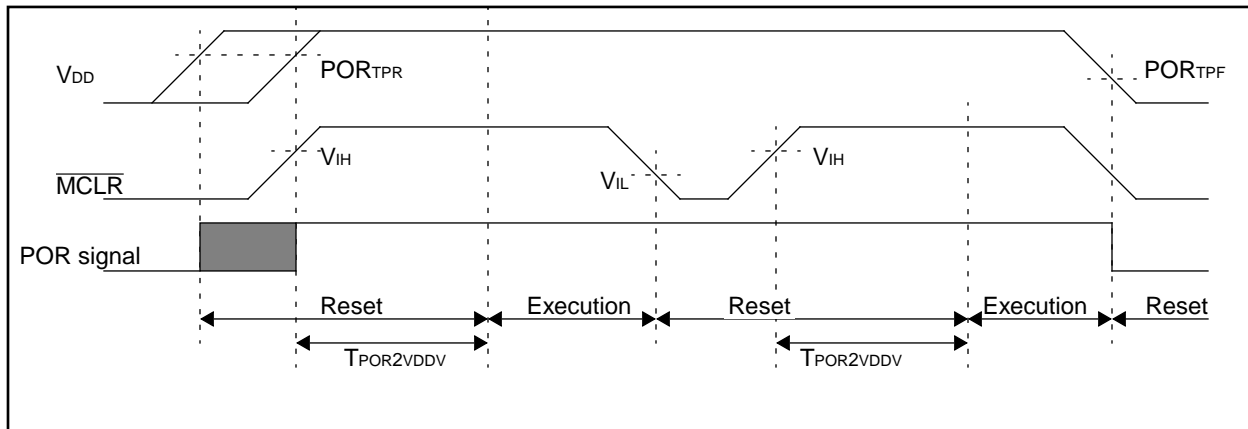 VDD
PORTPR
PORTPF
VIH
VIL
VIH
MCLR
POR signal
Reset
Execution
Reset
Execution
Reset
TPOR2VDDV
TPOR2VDDV